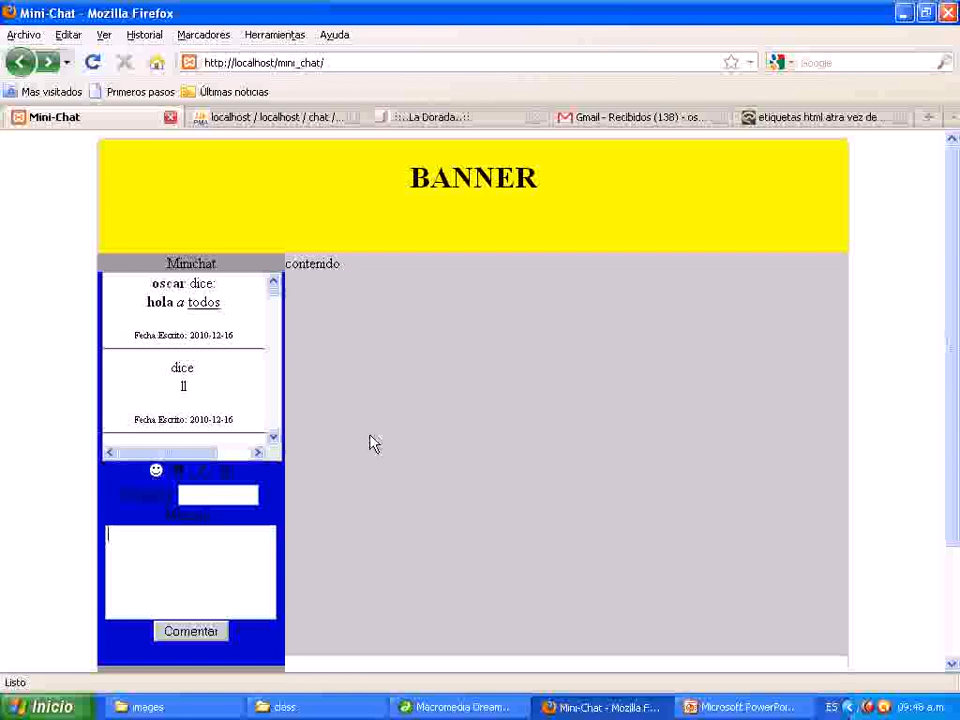 Mini-Chat - Mozilla Firefox
Archivo Editar Ver Historial Marcadores Herramientas Ayuda
http://localhost/mini_chat/
Google
Mas visitados Primeros pasos Últimas noticias
Mini-Chat localhost / localhost / chat /... ::..La Dorada..:: Gmail - Recibidos (138) - os... etiquetas html atra vez de...
BANNER
Minichat contenido
oscar dice:
hola a todos
Fecha Escrito: 2010-12-16
dice
ll
Fecha Escrito: 2010-12-16
Comentar
Listo
Inicio images class Macromedia Dream... Mini-Chat - Mozilla F... Microsoft PowerPo... ES 09:46 a.m.